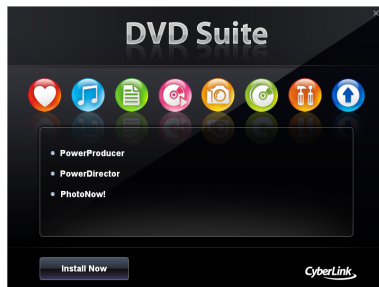 DVD Suite
PowerProducer
PowerDirector
PhotoNow!
Install Now
CyberLink